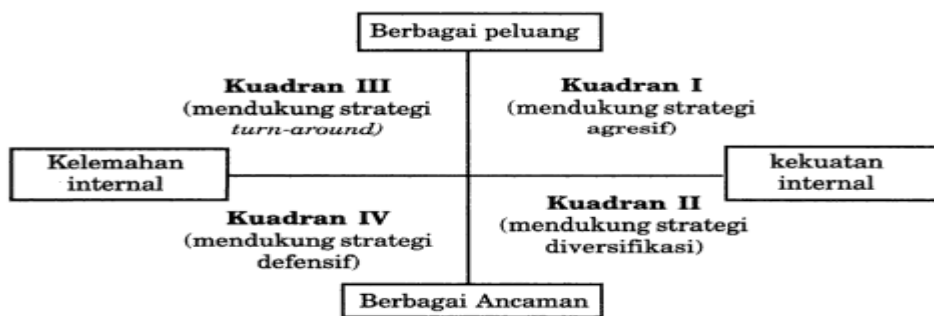 Berbagai peluang
Kuadran III
(mendukung strategi
turn-around)
Kuadran I
(mendukung strategi
agresif)
Kelemahan
internal
kekuatan
internal
Kuadran IV
(mendukung strategi
defensif)
Kuadran II
(mendukung strategi
diversifikasi)
Berbagai Ancaman